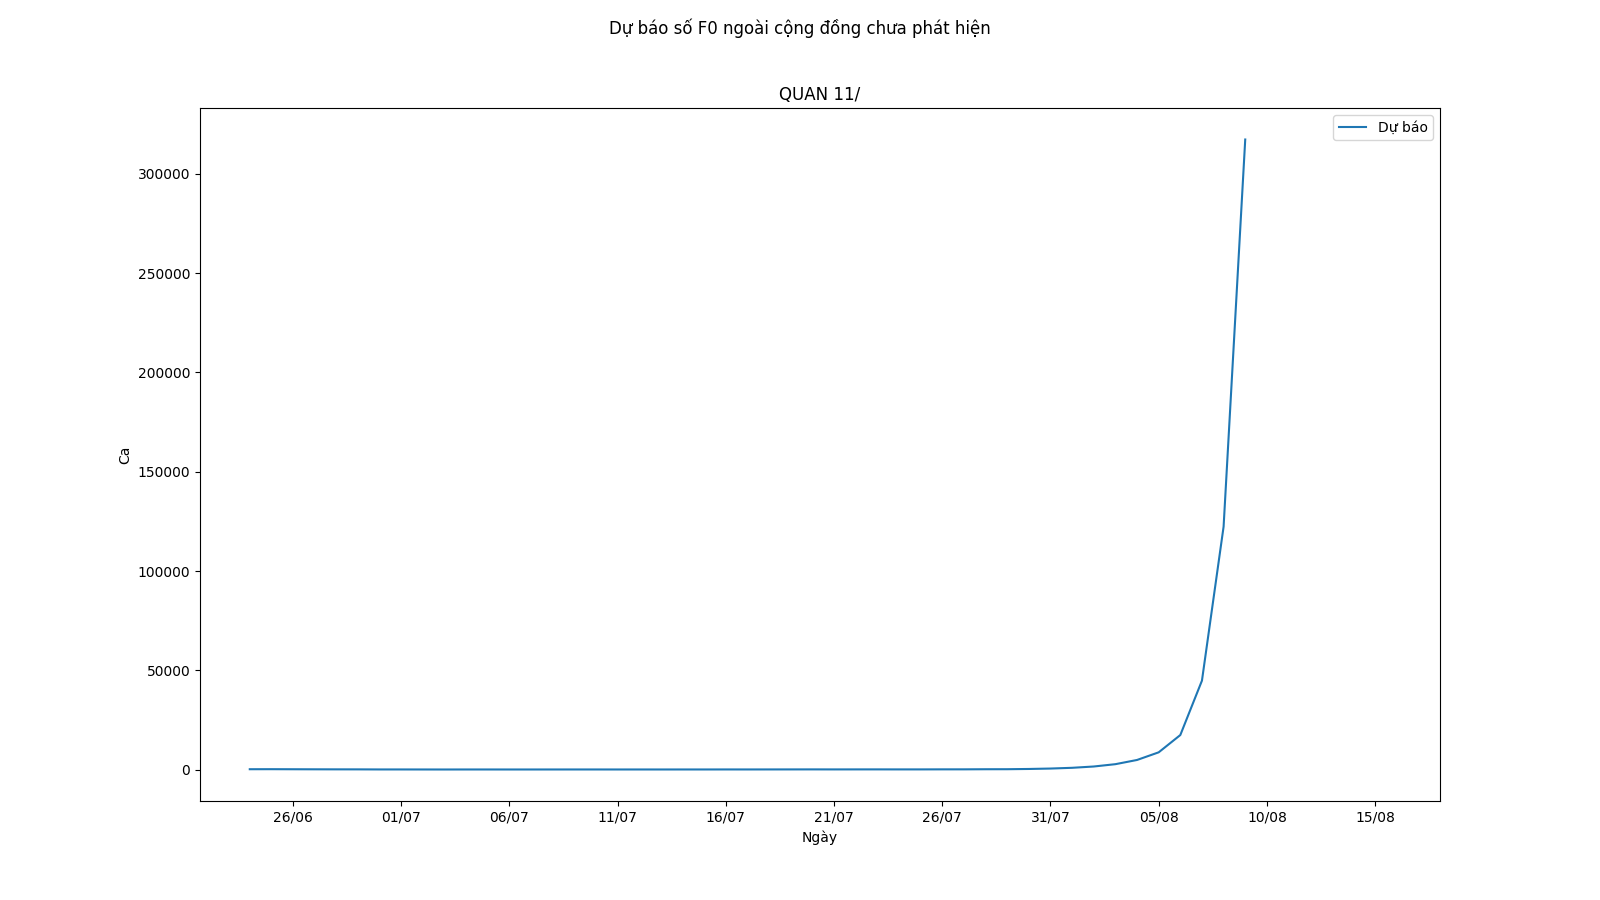 Dự báo số F0 ngoài cộng đồng chưa phát hiện
QUAN 11/
Dự báo
300000
250000
200000
150000
100000
50000
0
Ca
26/06 01/07 06/07 11/07 16/07 21/07 26/07 31/07 05/08 10/08 15/08
Ngày